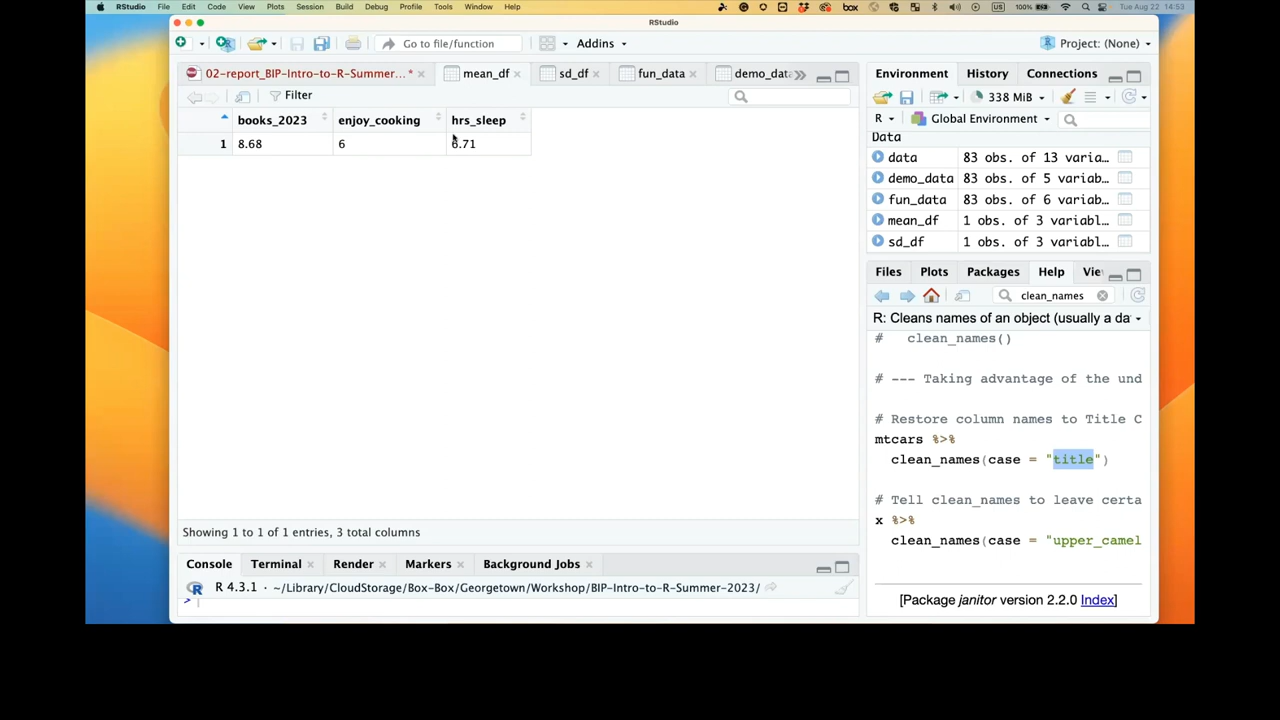 RStudio File Edit Code View Plots Session Build Debug Profile Tools Window Help box US 100% Tue Aug 22 14:53
RStudio
Go to file/function Addins Project: (None)
02-report_BIP-Intro-to-R-Summer... * mean_df sd_df fun_data demo_data
Filter
books_2023 enjoy_cooking hrs_sleep
1 8.68 6 6.71
Showing 1 to 1 of 1 entries, 3 total columns
Console Terminal Render Markers Background Jobs
R 4.3.1 · ~/Library/CloudStorage/Box-Box/Georgetown/Workshop/BIP-Intro-to-R-Summer-2023/
>
Environment History Connections
338 MiB
R Global Environment
Data
data 83 obs. of 13 varia...
demo_data 83 obs. of 5 variab...
fun_data 83 obs. of 6 variab...
mean_df 1 obs. of 3 variabl...
sd_df 1 obs. of 3 variabl...
Files Plots Packages Help Vie
clean_names
R: Cleans names of an object (usually a da
# clean_names()
# --- Taking advantage of the und
# Restore column names to Title C
mtcars %>%
clean_names(case = "title")
# Tell clean_names to leave certa
x %>%
clean_names(case = "upper_camel
[Package janitor version 2.2.0 Index]